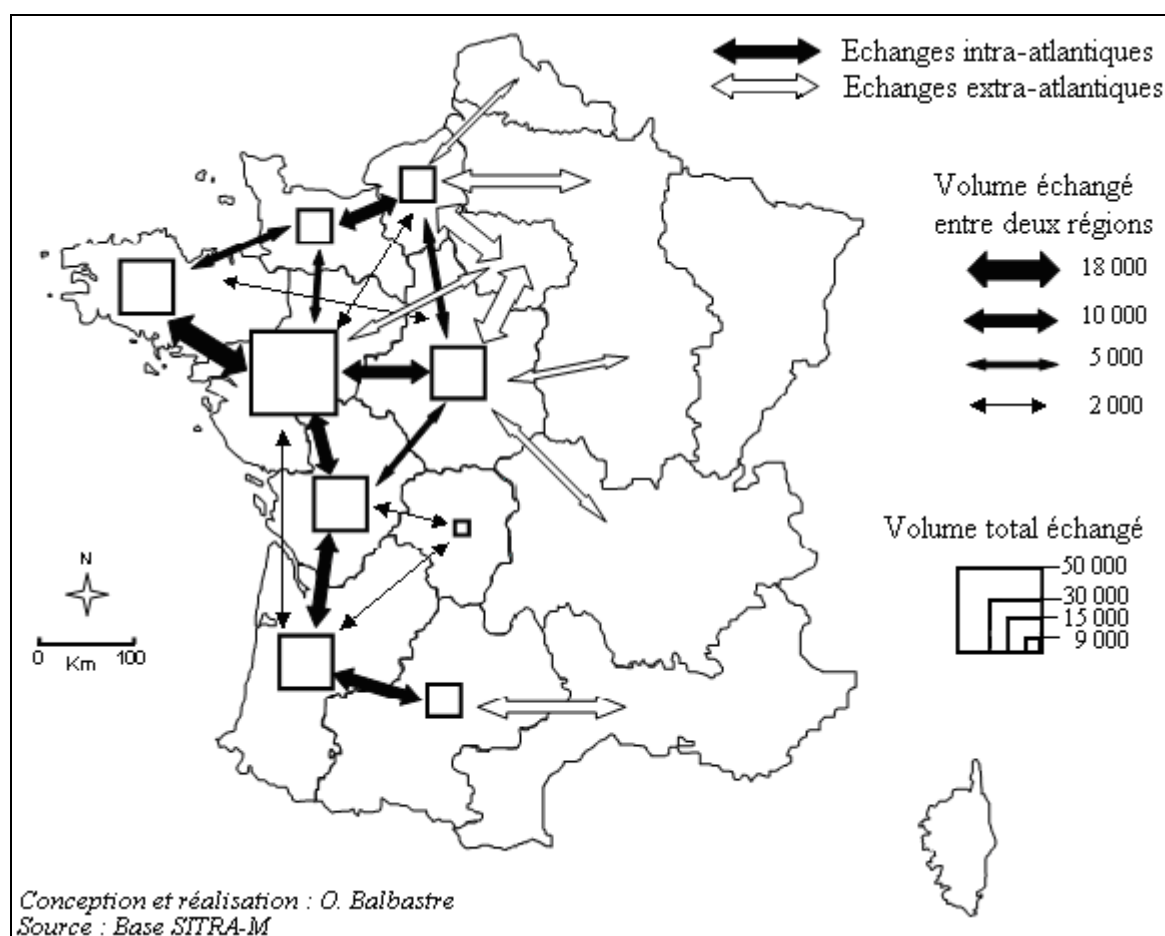 Echanges intra-atlantiques
Echanges extra-atlantiques
Volume échangé
entre deux régions
18 000
10 000
5 000
2 000
Volume total échangé
50 000
30 000
15 000
9 000
N
0 100
Km
Conception et réalisation : O. Balbastre
Source : Base SITRA-M